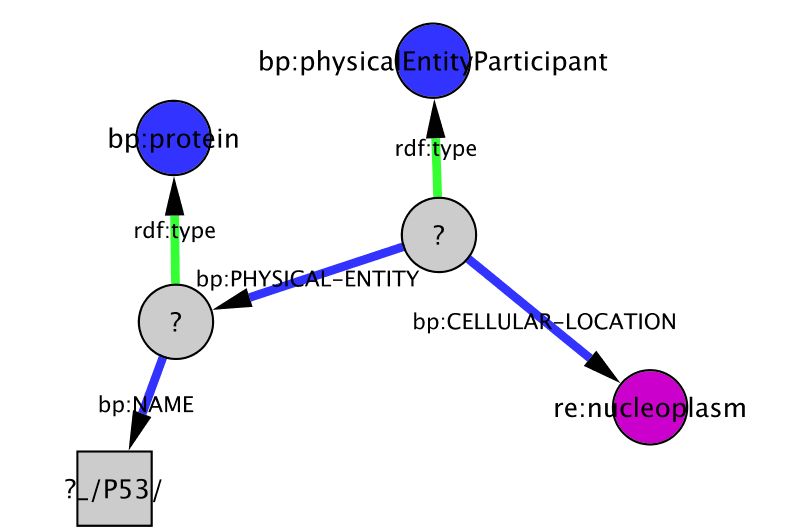 bp:physicalEntityParticipant
bp:protein
rdf:type
rdf:type
?
bp:PHYSICAL-ENTITY
?
bp:CELLULAR-LOCATION
bp:NAME
re:nucleoplasm
?_/P53/